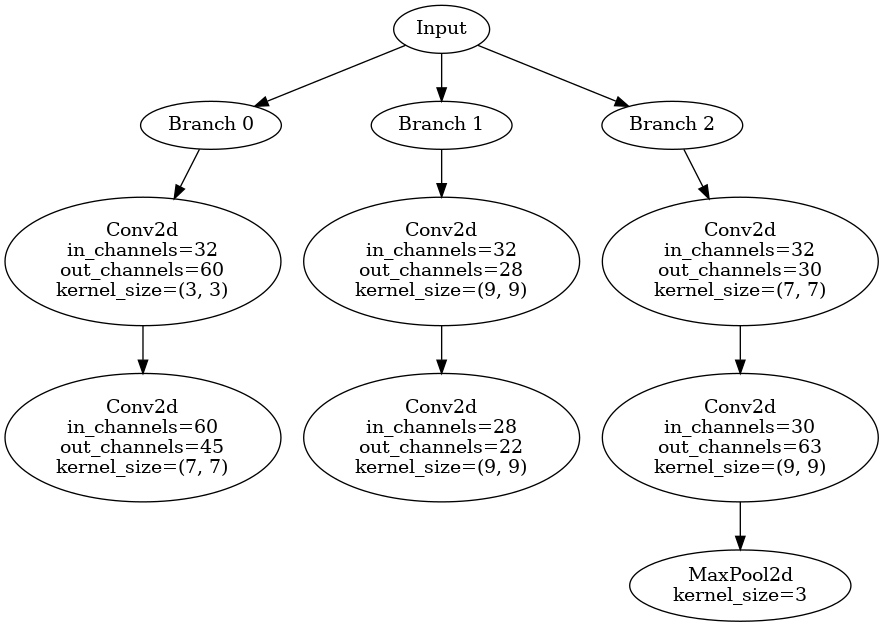 Input
Branch 0
Branch 1
Branch 2
Conv2d
in_channels=32
out_channels=60
kernel_size=(3, 3)
Conv2d
in_channels=32
out_channels=28
kernel_size=(9, 9)
Conv2d
in_channels=32
out_channels=30
kernel_size=(7, 7)
Conv2d
in_channels=60
out_channels=45
kernel_size=(7, 7)
Conv2d
in_channels=28
out_channels=22
kernel_size=(9, 9)
Conv2d
in_channels=30
out_channels=63
kernel_size=(9, 9)
MaxPool2d
kernel_size=3